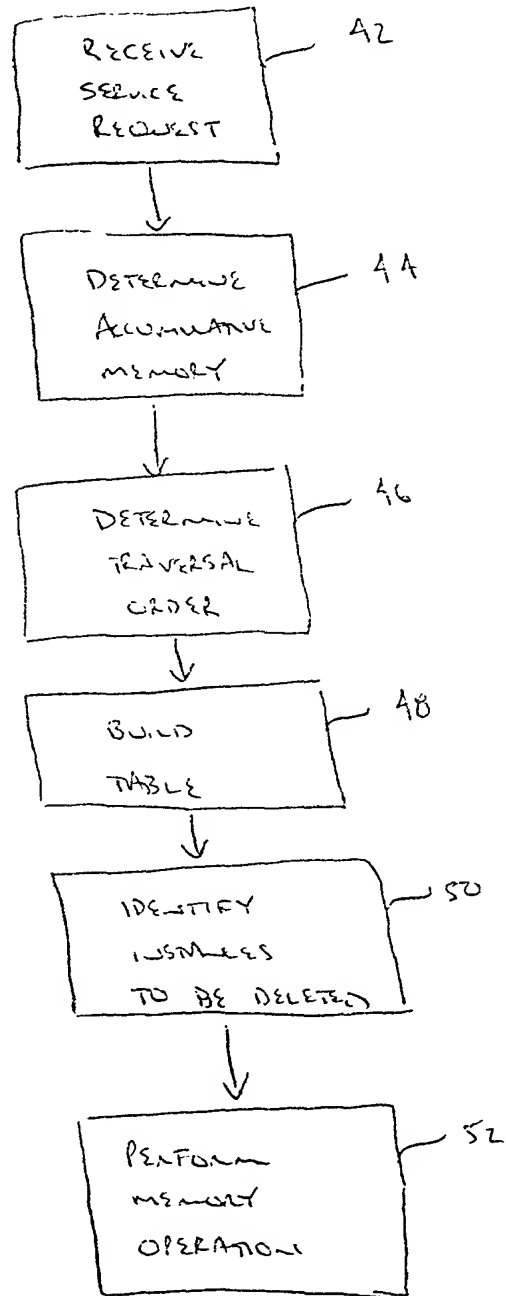 RECEIVE
42
SERVICE
REQUEST
DETERMINE
44
ACCUMULATIVE
MEMORY
DETERMINE
46
TRAVERSAL
ORDER
BUILD
48
TABLE
IDENTIFY
50
INSTANCES
TO BE DELETED
PERFORM
52
MEMORY
OPERATION